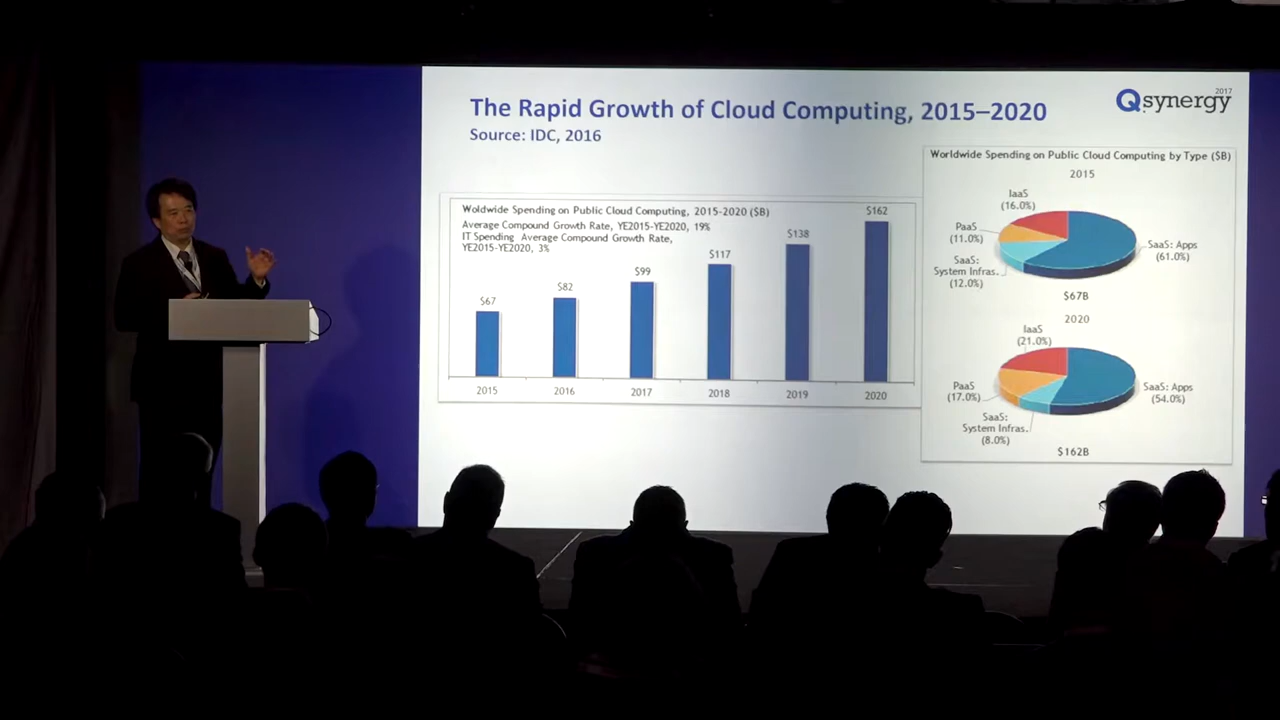 The Rapid Growth of Cloud Computing, 2015–2020
Source: IDC, 2016
2017
Qsynergy
Woldwide Spending on Public Cloud Computing, 2015-2020 ($B)
Average Compound Growth Rate, YE2015-YE2020, 19%
IT Spending Average Compound Growth Rate,
YE2015-YE2020, 3%
$67
$82
$99
$117
$138
$162
2015
2016
2017
2018
2019
2020
Worldwide Spending on Public Cloud Computing by Type ($B)
2015
IaaS
(16.0%)
PaaS
(11.0%)
SaaS:
System Infras.
(12.0%)
SaaS: Apps
(61.0%)
$67B
2020
IaaS
(21.0%)
PaaS
(17.0%)
SaaS:
System Infras.
(8.0%)
SaaS: Apps
(54.0%)
$162B